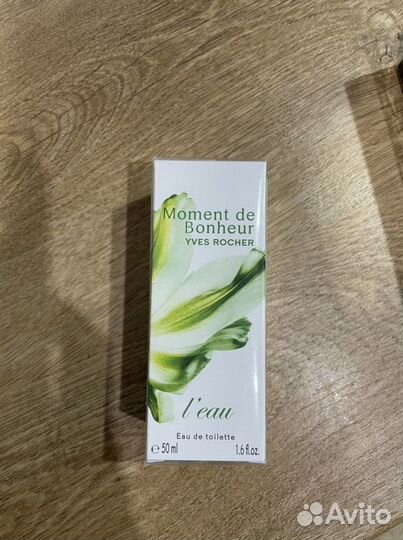 Moment de
Bonheur
YVES ROCHER
l'eau
Eau de toilette
℮ 50 ml 1.6 fl.oz.
Avito